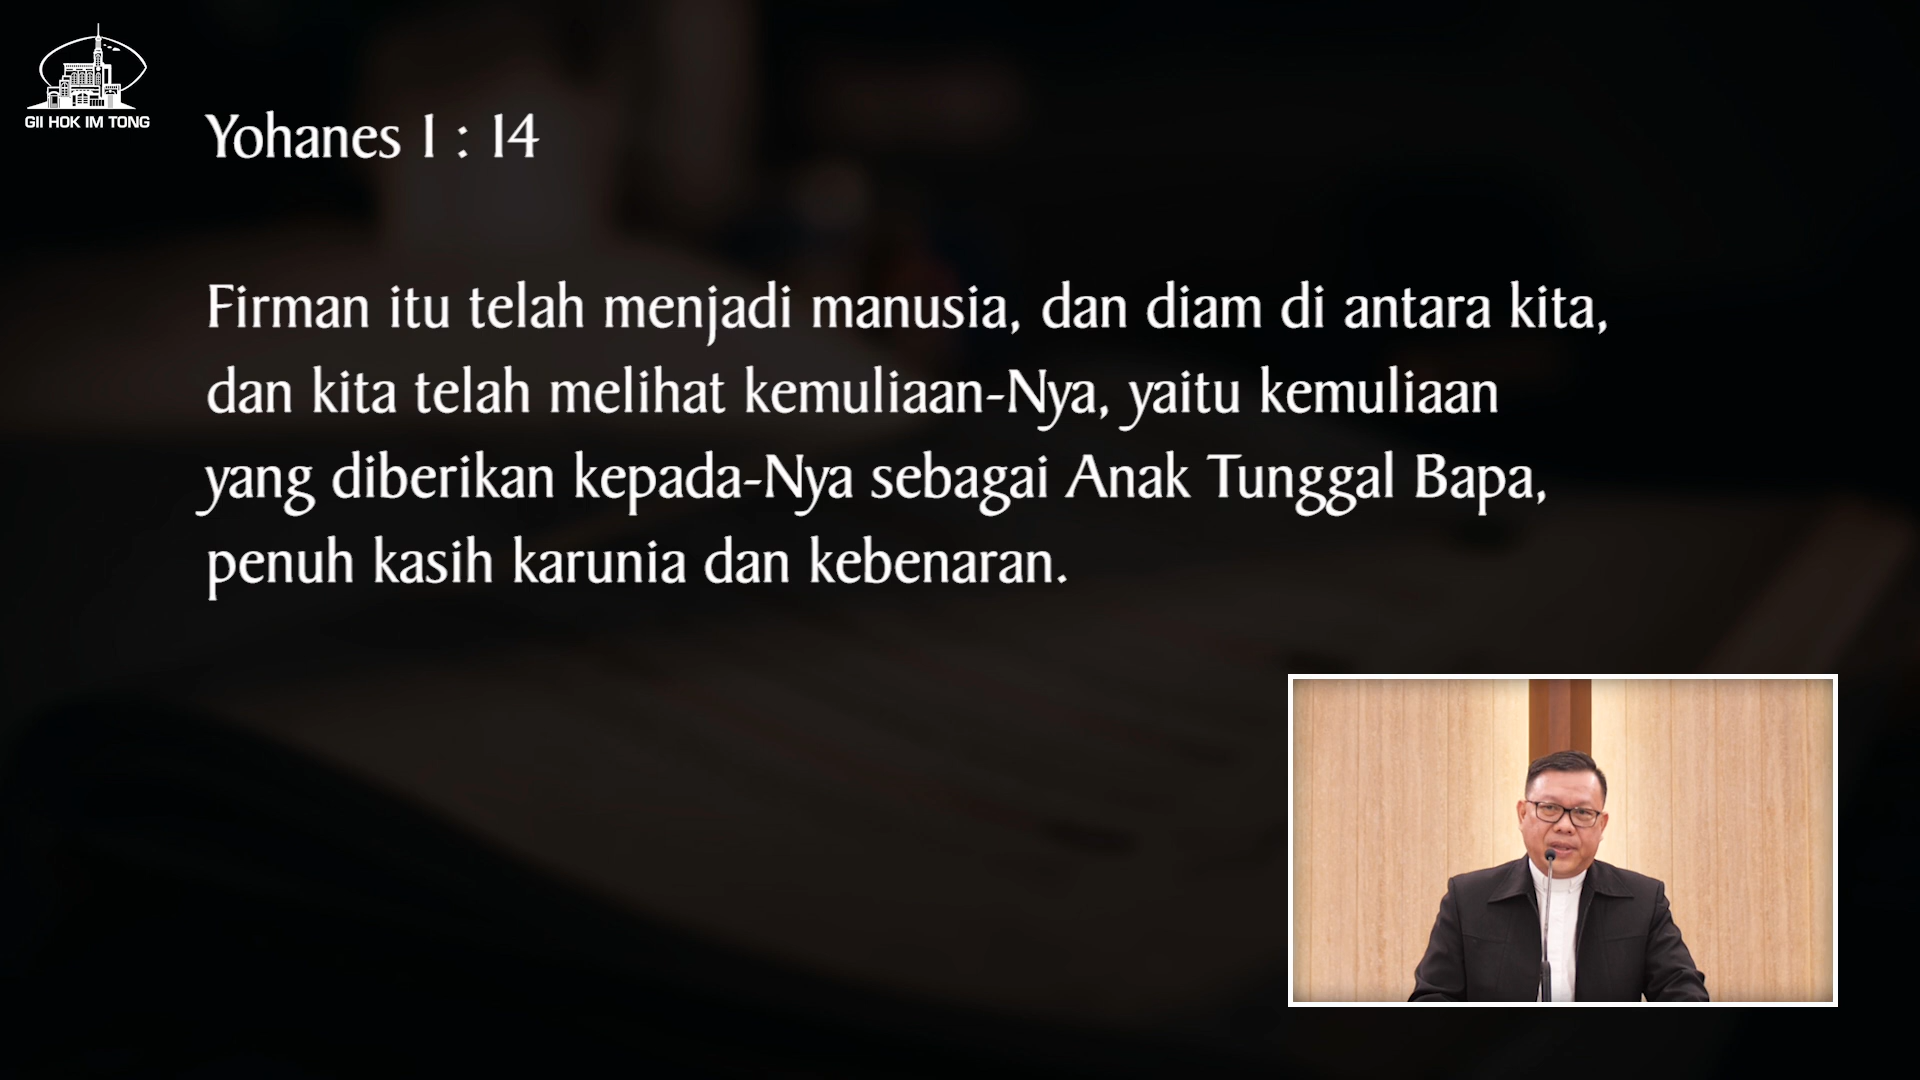 GII HOK IM TONG
Yohanes 1 : 14
Firman itu telah menjadi manusia, dan diam di antara kita,
dan kita telah melihat kemuliaan-Nya, yaitu kemuliaan
yang diberikan kepada-Nya sebagai Anak Tunggal Bapa,
penuh kasih karunia dan kebenaran.